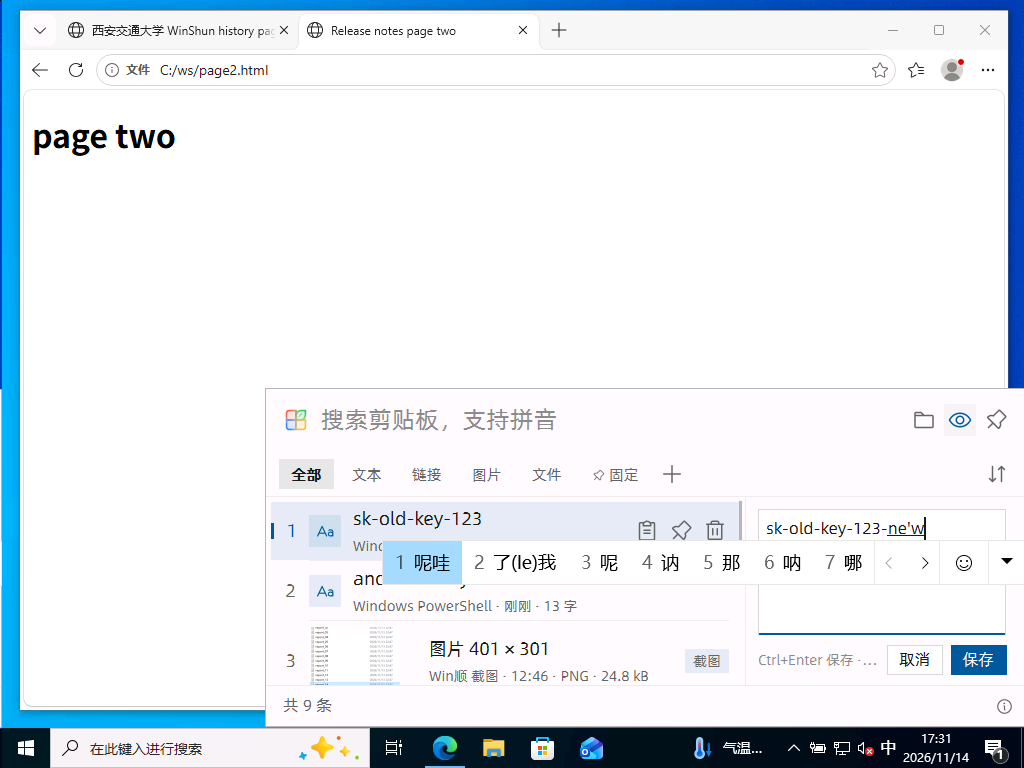 西安交通大学 WinShun history pag
Release notes page two
文件 C:/ws/page2.html
page two
搜索剪贴板，支持拼音
全部 文本 链接 图片 文件 固定
1 Aa sk-old-key-123
sk-old-key-123-ne'w
1 呢哇 2 了(le)我 3 呢 4 讷 5 那 6 呐 7 哪
2 Aa
Windows PowerShell · 刚刚 · 13 字
3 图片 401 × 301
截图
Win顺 截图 · 12:46 · PNG · 24.8 kB
Ctrl+Enter 保存 · ...
取消 保存
共 9 条
在此键入进行搜索
气温...
中
17:31
2026/11/14
1